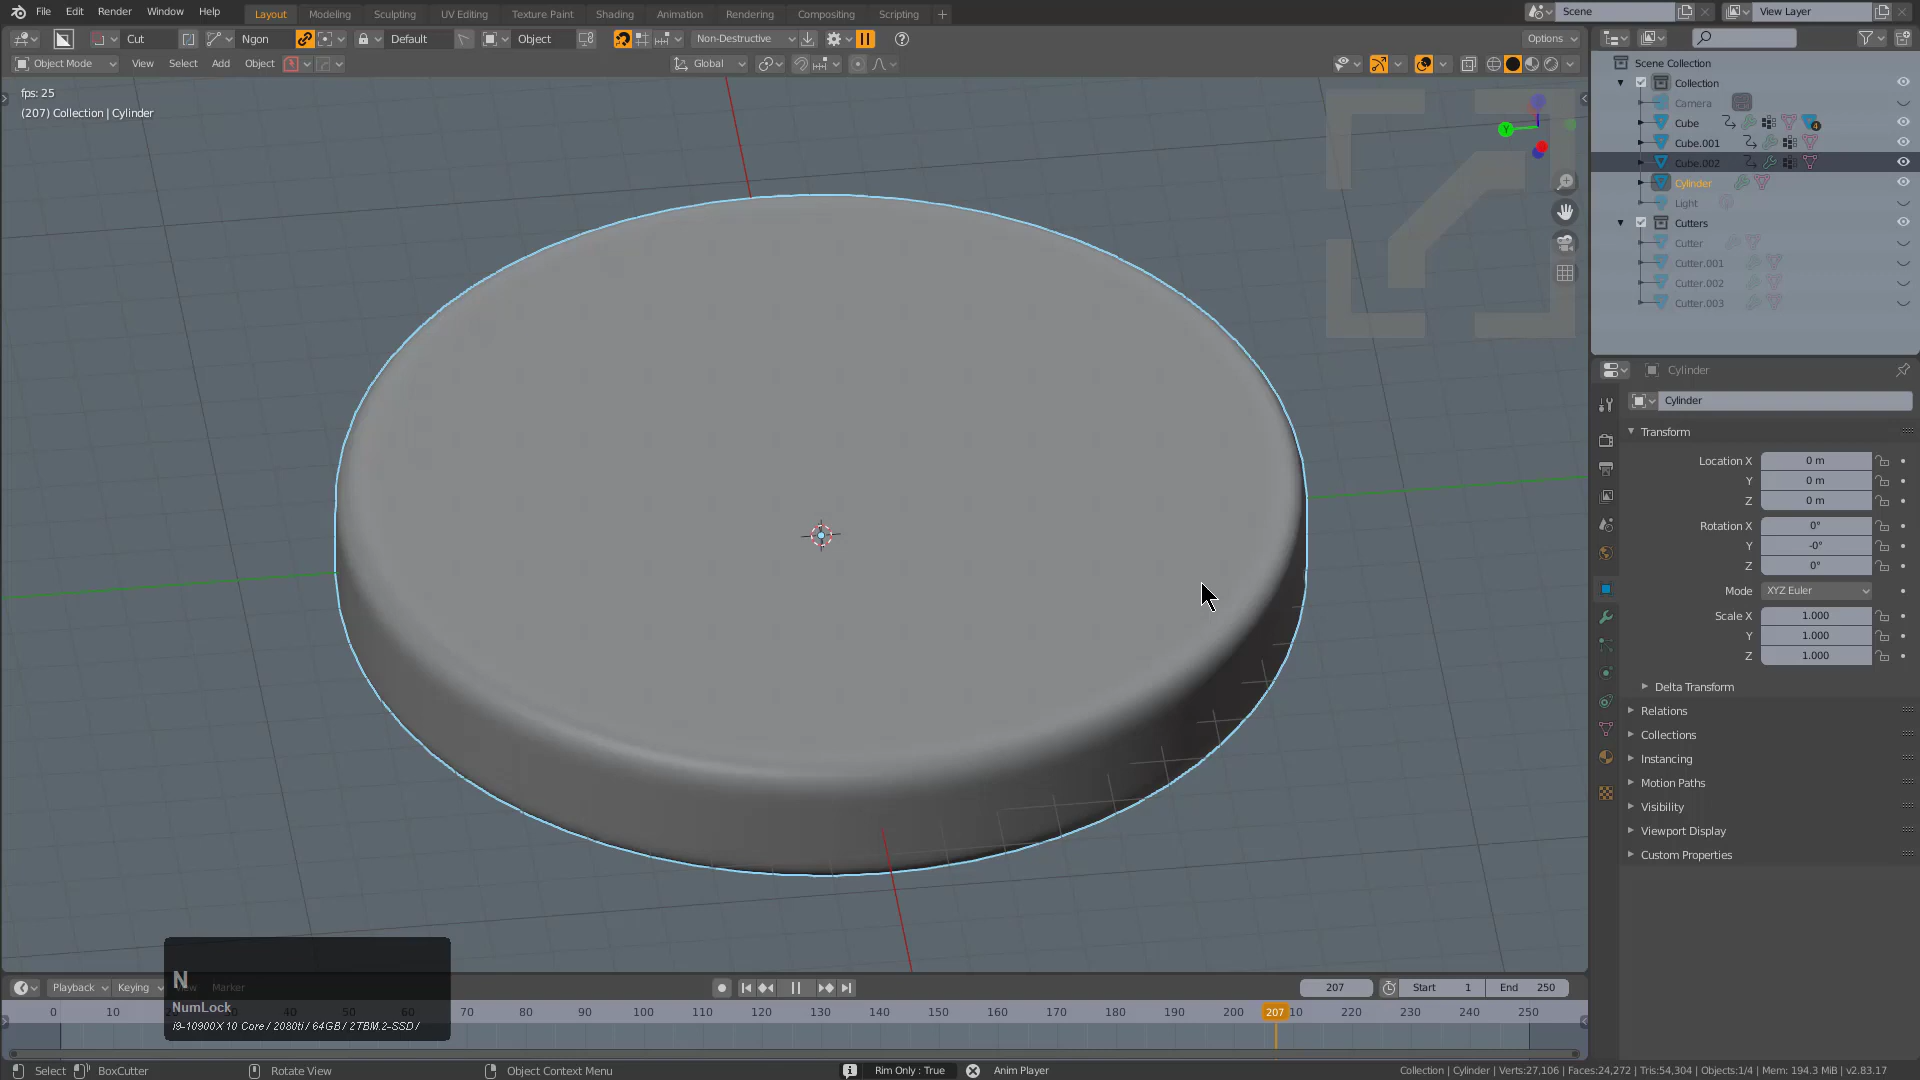 File Edit Render Window Help Layout Modeling Sculpting UV Editing Texture Paint Shading Animation Rendering Compositing Scripting Scene View Layer
Cut Ngon Default Object Non-Destructive Options
Object Mode View Select Add Object Global
fps: 25
(207) Collection | Cylinder
Y
Scene Collection
Collection
Camera
Cube 4
Cube.001
Cube.002
Cylinder
Light
Cutters
Cutter
Cutter.001
Cutter.002
Cutter.003
Cylinder
Cylinder
Transform
Location X 0 m
Y 0 m
Z 0 m
Rotation X 0°
Y -0°
Z 0°
Mode XYZ Euler
Scale X 1.000
Y 1.000
Z 1.000
Delta Transform
Relations
Collections
Instancing
Motion Paths
Visibility
Viewport Display
Custom Properties
N
NumLock
i9-10900X 10 Core / 2080ti / 64GB / 2TBM.2-SSD /
Playback Keying Marker 207 Start 1 End 250
0 10 40 50 60 70 80 90 100 110 120 130 140 150 160 170 180 190 200 207 220 230 240 250
Select BoxCutter Rotate View Object Context Menu Rim Only : True Anim Player Collection | Cylinder | Verts:27,106 | Faces:24,272 | Tris:54,304 | Objects:1/4 | Mem: 194.3 MiB | v2.83.17